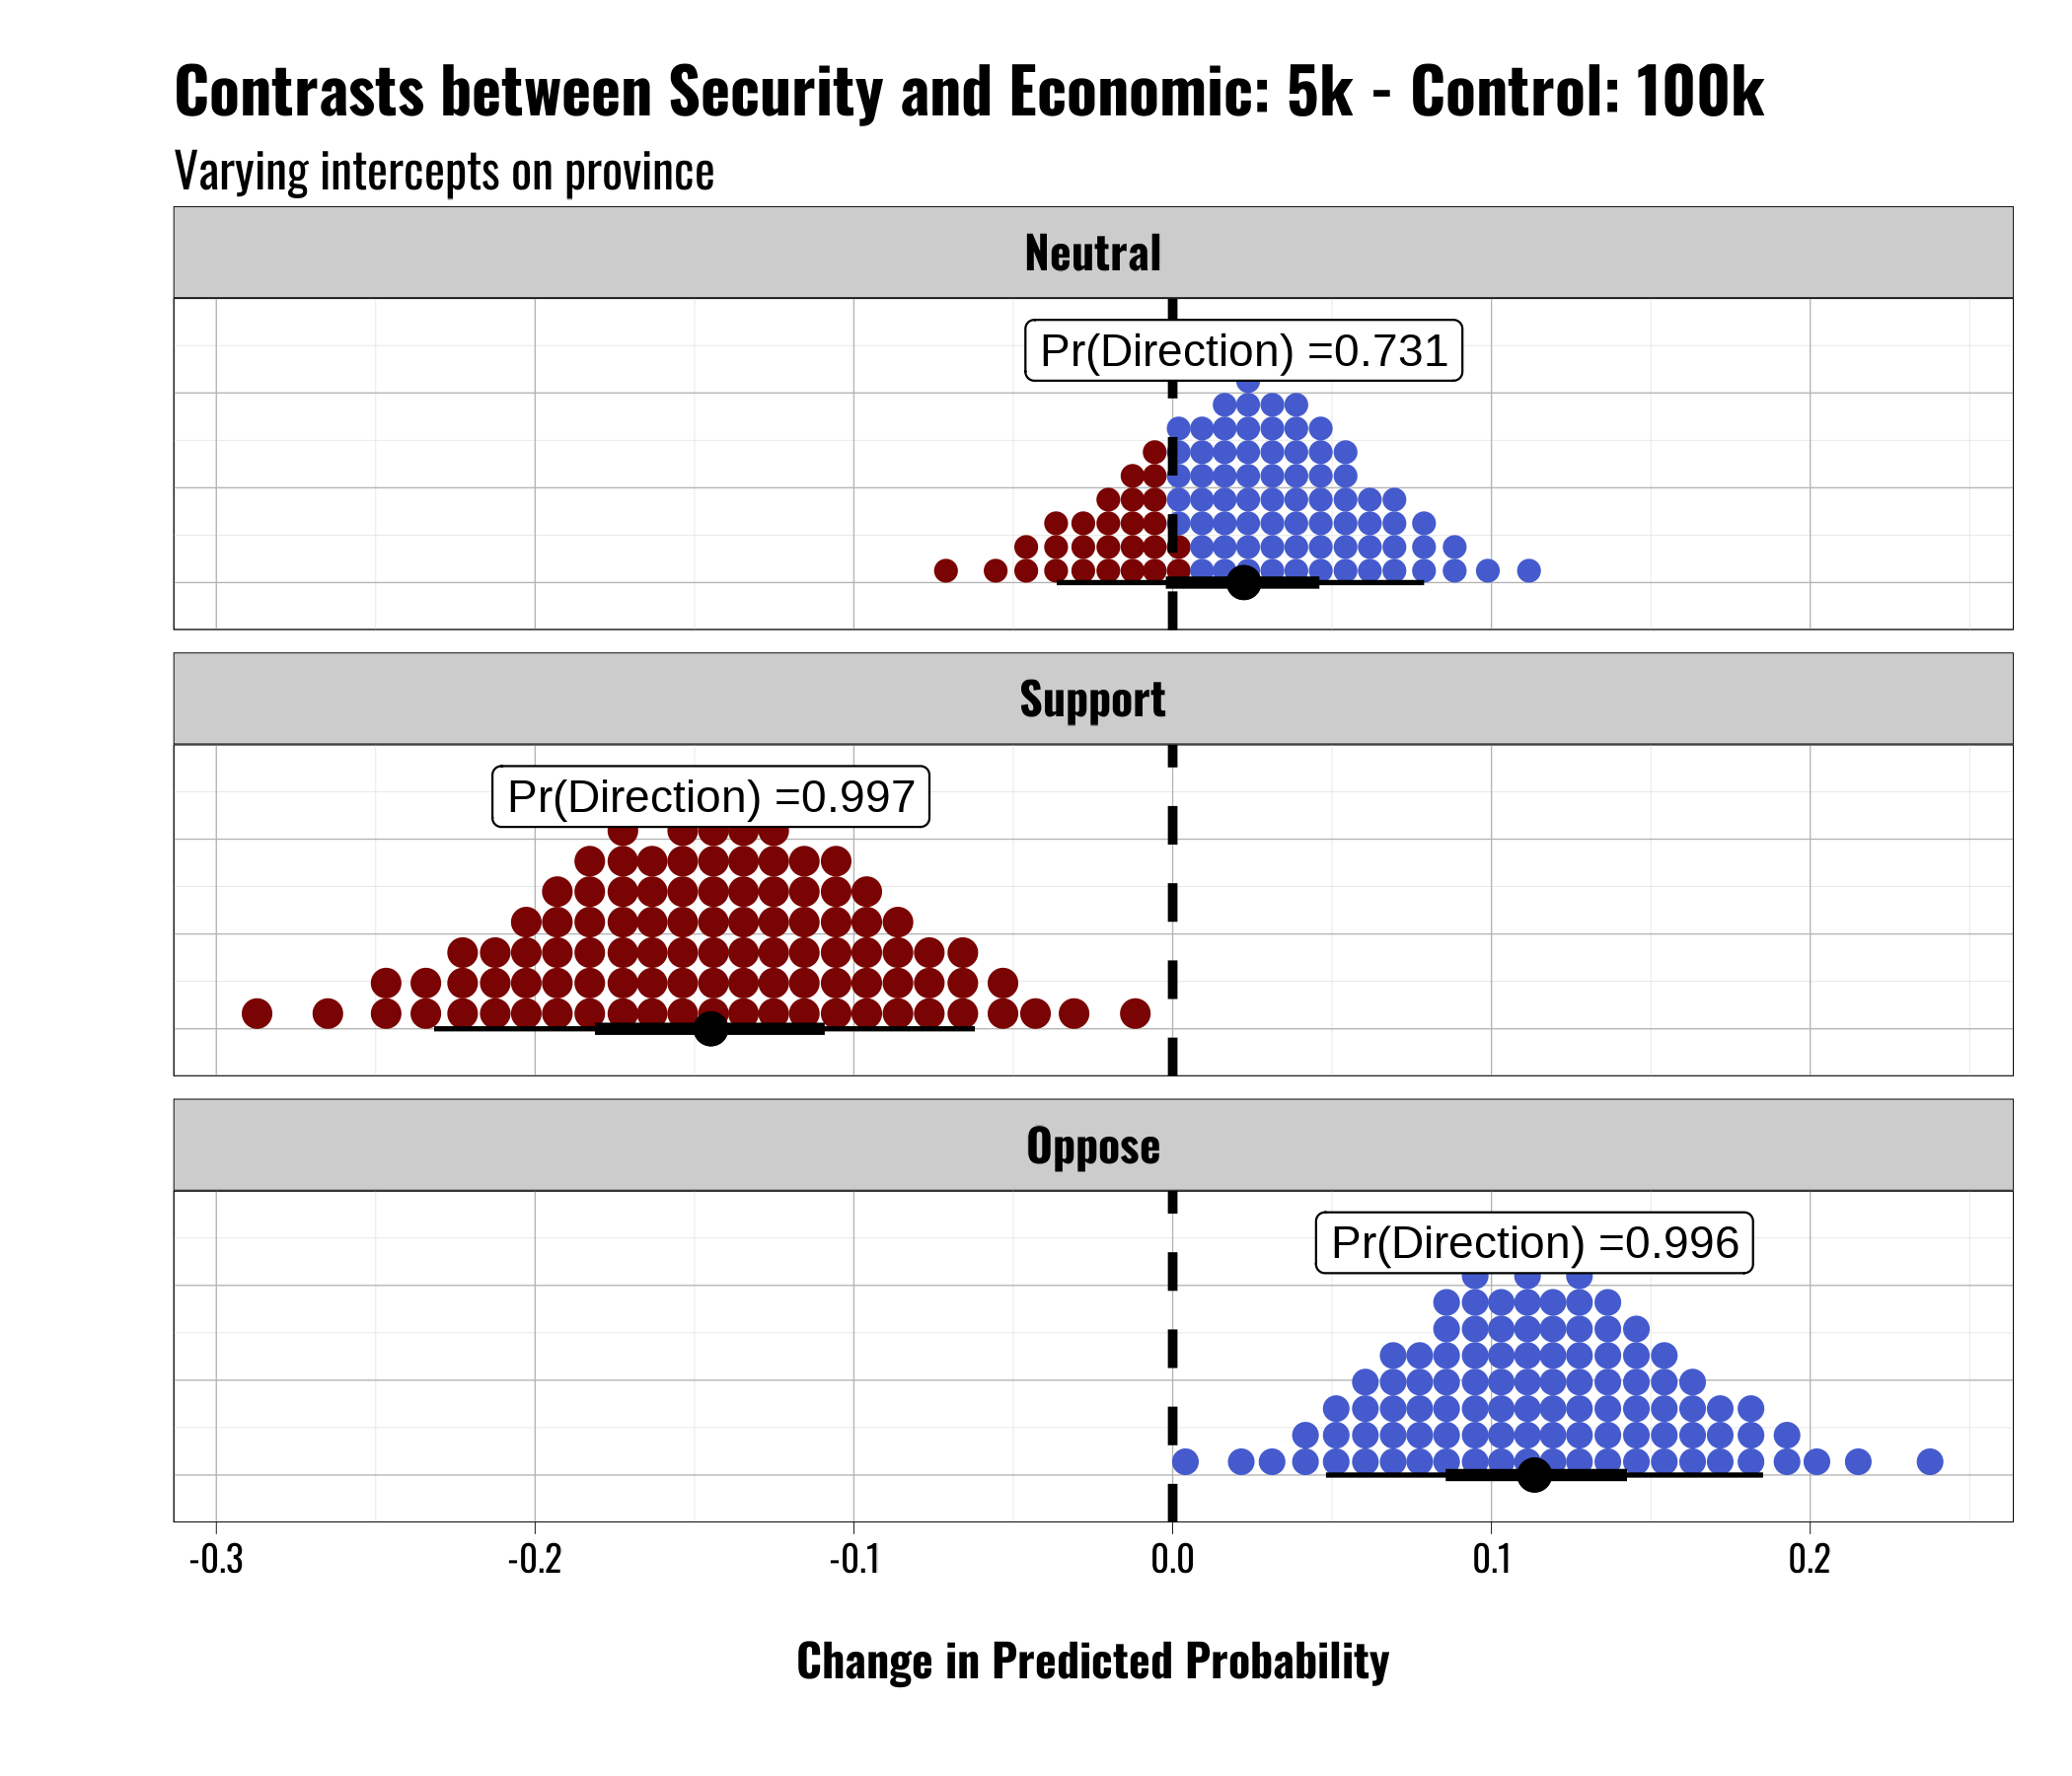 Contrasts between Security and Economic: 5k - Control: 100k
Varying intercepts on province
Neutral
Pr(Direction) =0.731
Support
Pr(Direction) =0.997
Oppose
Pr(Direction) =0.996
-0.3 -0.2 -0.1 0.0 0.1 0.2
Change in Predicted Probability